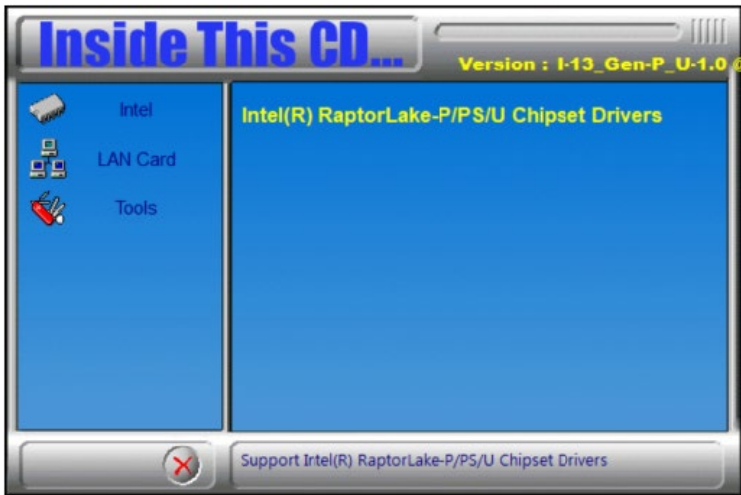 Inside This CD...
Version : I-13_Gen-P_U-1.0
Intel
LAN Card
Tools
Intel(R) RaptorLake-P/PS/U Chipset Drivers
Support Intel(R) RaptorLake-P/PS/U Chipset Drivers